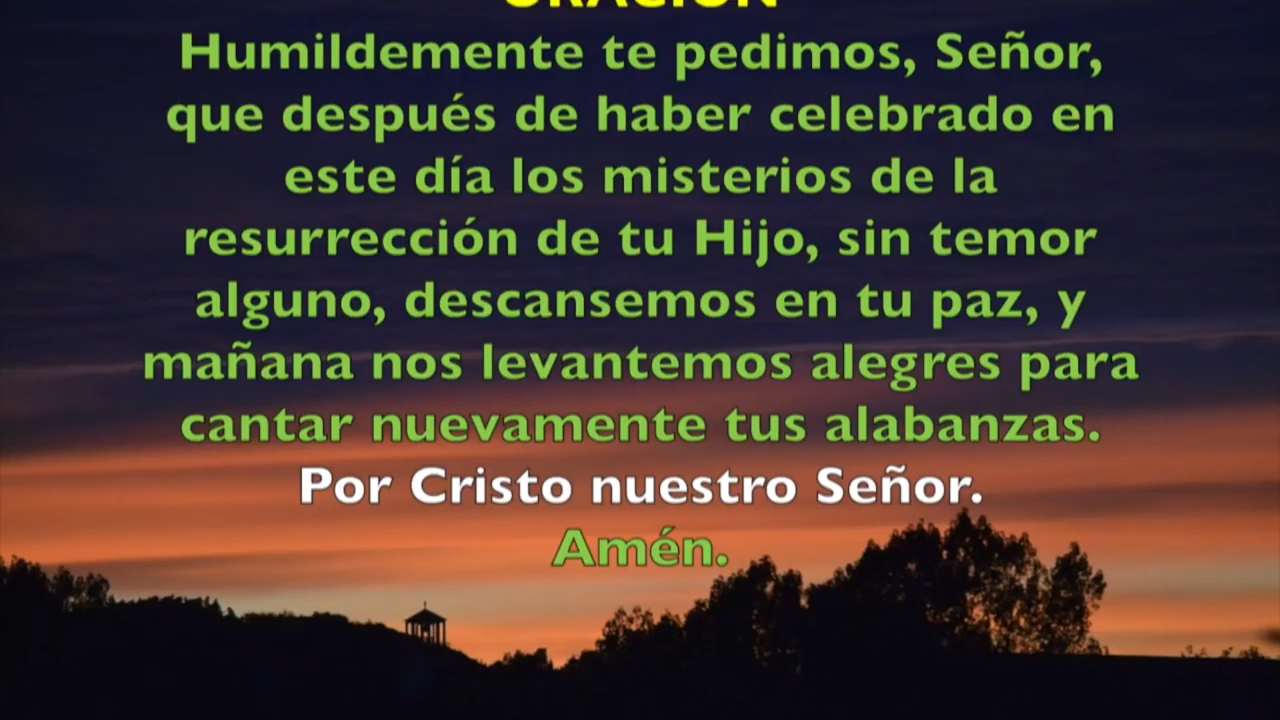 ORACIÓN
Humildemente te pedimos, Señor,
que después de haber celebrado en
este día los misterios de la
resurrección de tu Hijo, sin temor
alguno, descansemos en tu paz, y
mañana nos levantemos alegres para
cantar nuevamente tus alabanzas.
Por Cristo nuestro Señor.
Amén.